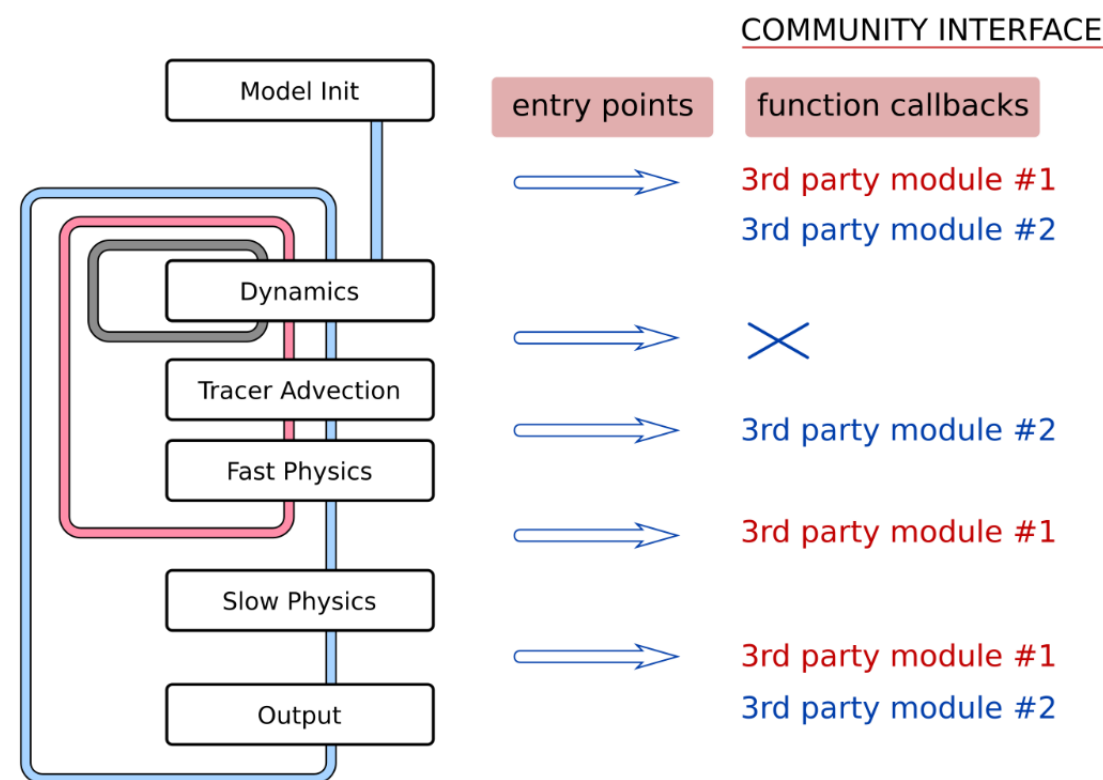 COMMUNITY INTERFACE
Model Init
entry points
function callbacks
3rd party module #1
3rd party module #2
Dynamics
Tracer Advection
3rd party module #2
Fast Physics
3rd party module #1
Slow Physics
3rd party module #1
Output
3rd party module #2